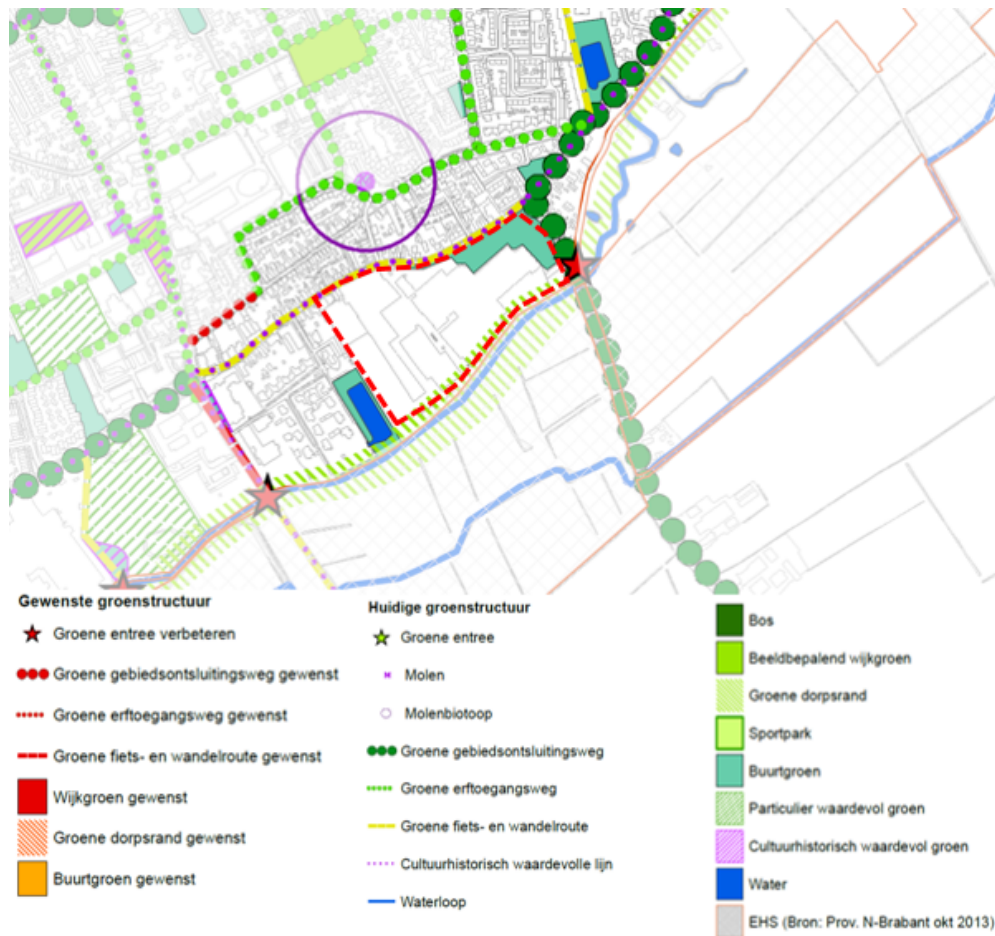 Gewenste groenstructuur
Groene entree verbeteren
Groene gebiedsontsluitingsweg gewenst
Groene erftoegangsweg gewenst
Groene fiets- en wandelroute gewenst
Wijkgroen gewenst
Groene dorpsrand gewenst
Buurtgroen gewenst
Huidige groenstructuur
Groene entree
Molen
Molenbiotoop
Groene gebiedsontsluitingsweg
Groene erftoegangsweg
Groene fiets- en wandelroute
Cultuurhistorisch waardevolle lijn
Waterloop
Bos
Beeldbepalend wijkgroen
Groene dorpsrand
Sportpark
Buurtgroen
Particulier waardevol groen
Cultuurhistorisch waardevol groen
Water
EHS (Bron: Prov. N-Brabant okt 2013)